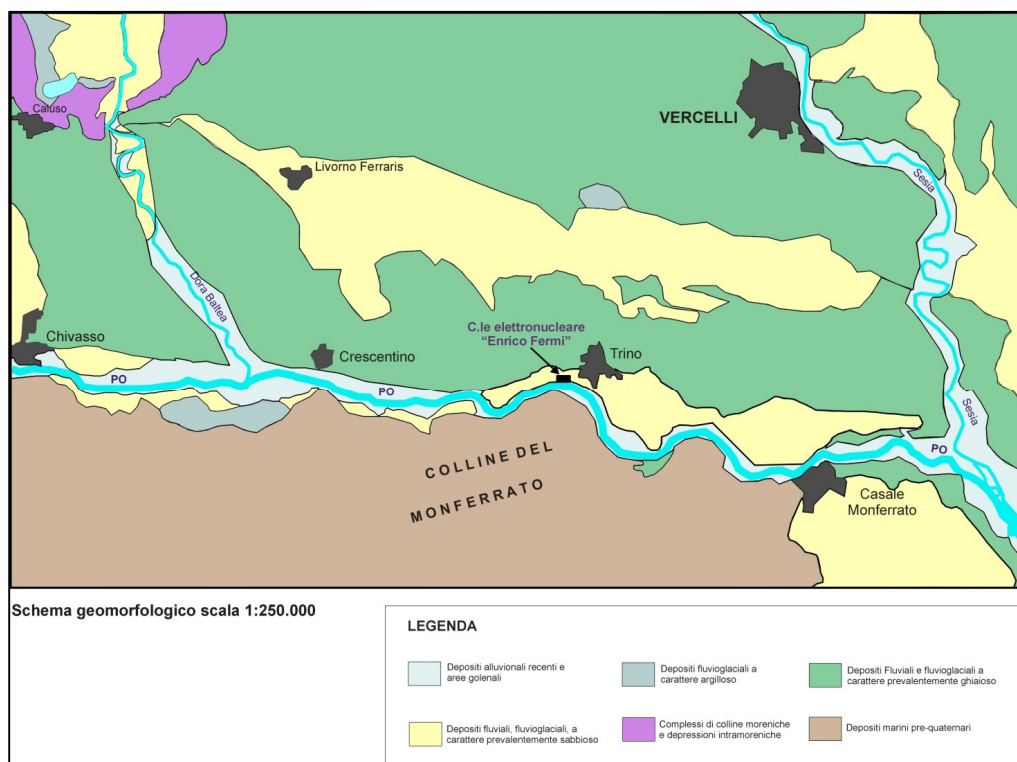 Caluso
VERCELLI
Livorno Ferraris
Sesia
Dora Baltea
C.le elettronucleare
“Enrico Fermi”
Chivasso
Crescentino
Trino
PO
PO
Sesia
COLLINE DEL
MONFERRATO
PO
Casale
Monferrato
Schema geomorfologico scala 1:250.000
LEGENDA
Depositi alluvionali recenti e
aree golenali
Depositi fluvioglaciali a
carattere argilloso
Depositi Fluviali e fluvioglaciali a
carattere prevalentemente ghiaioso
Depositi fluviali, fluvioglaciali, a
carattere prevalentemente sabbioso
Complessi di colline moreniche
e depressioni intramoreniche
Depositi marini pre-quaternari